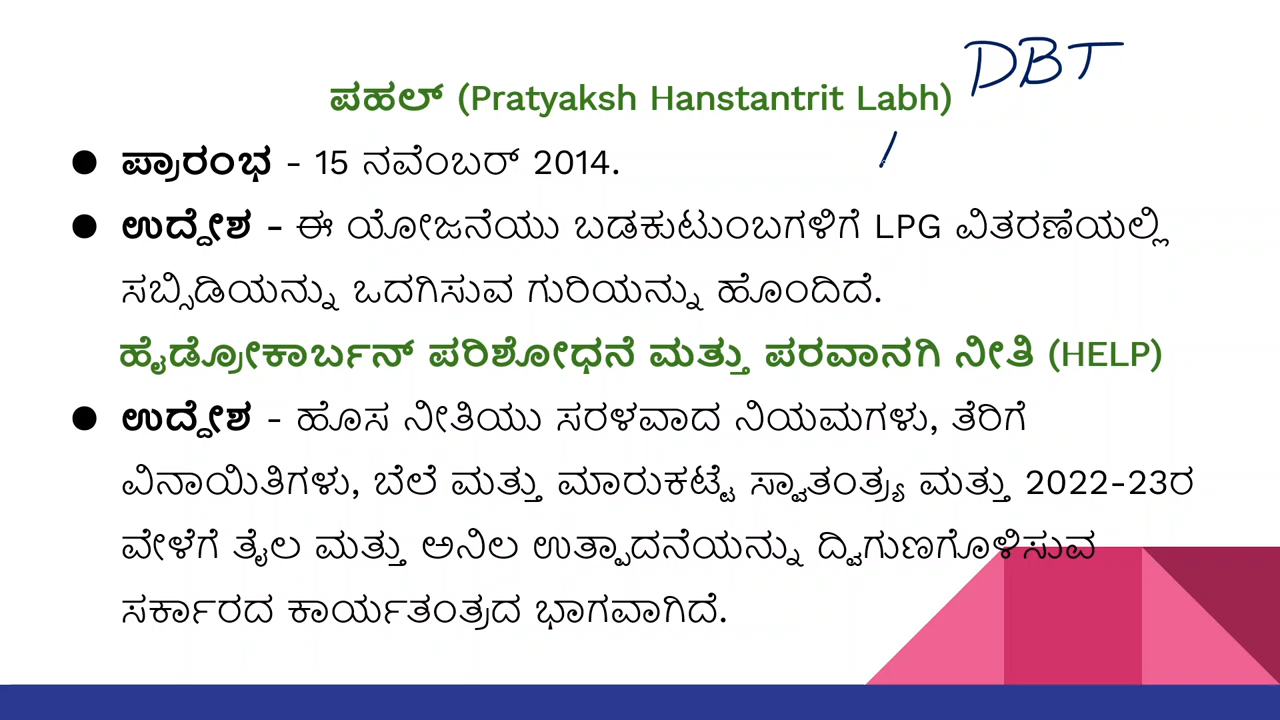 DBT
ಪಹಲ್ (Pratyaksh Hanstantrit Labh)
● ಪ್ರಾರಂಭ - 15 ನವೆಂಬರ್ 2014.
● ಉದ್ದೇಶ - ಈ ಯೋಜನೆಯು ಬಡಕುಟುಂಬಗಳಿಗೆ LPG ವಿತರಣೆಯಲ್ಲಿ
ಸಬ್ಸಿಡಿಯನ್ನು ಒದಗಿಸುವ ಗುರಿಯನ್ನು ಹೊಂದಿದೆ.
ಹೈಡ್ರೋಕಾರ್ಬನ್ ಪರಿಶೋಧನೆ ಮತ್ತು ಪರವಾನಗಿ ನೀತಿ (HELP)
● ಉದ್ದೇಶ - ಹೊಸ ನೀತಿಯು ಸರಳವಾದ ನಿಯಮಗಳು, ತೆರಿಗೆ
ವಿನಾಯಿತಿಗಳು, ಬೆಲೆ ಮತ್ತು ಮಾರುಕಟ್ಟೆ ಸ್ವಾತಂತ್ರ್ಯ ಮತ್ತು 2022-23ರ
ವೇಳೆಗೆ ತೈಲ ಮತ್ತು ಅನಿಲ ಉತ್ಪಾದನೆಯನ್ನು ದ್ವಿಗುಣಗೊಳಿಸುವ
ಸರ್ಕಾರದ ಕಾರ್ಯತಂತ್ರದ ಭಾಗವಾಗಿದೆ.